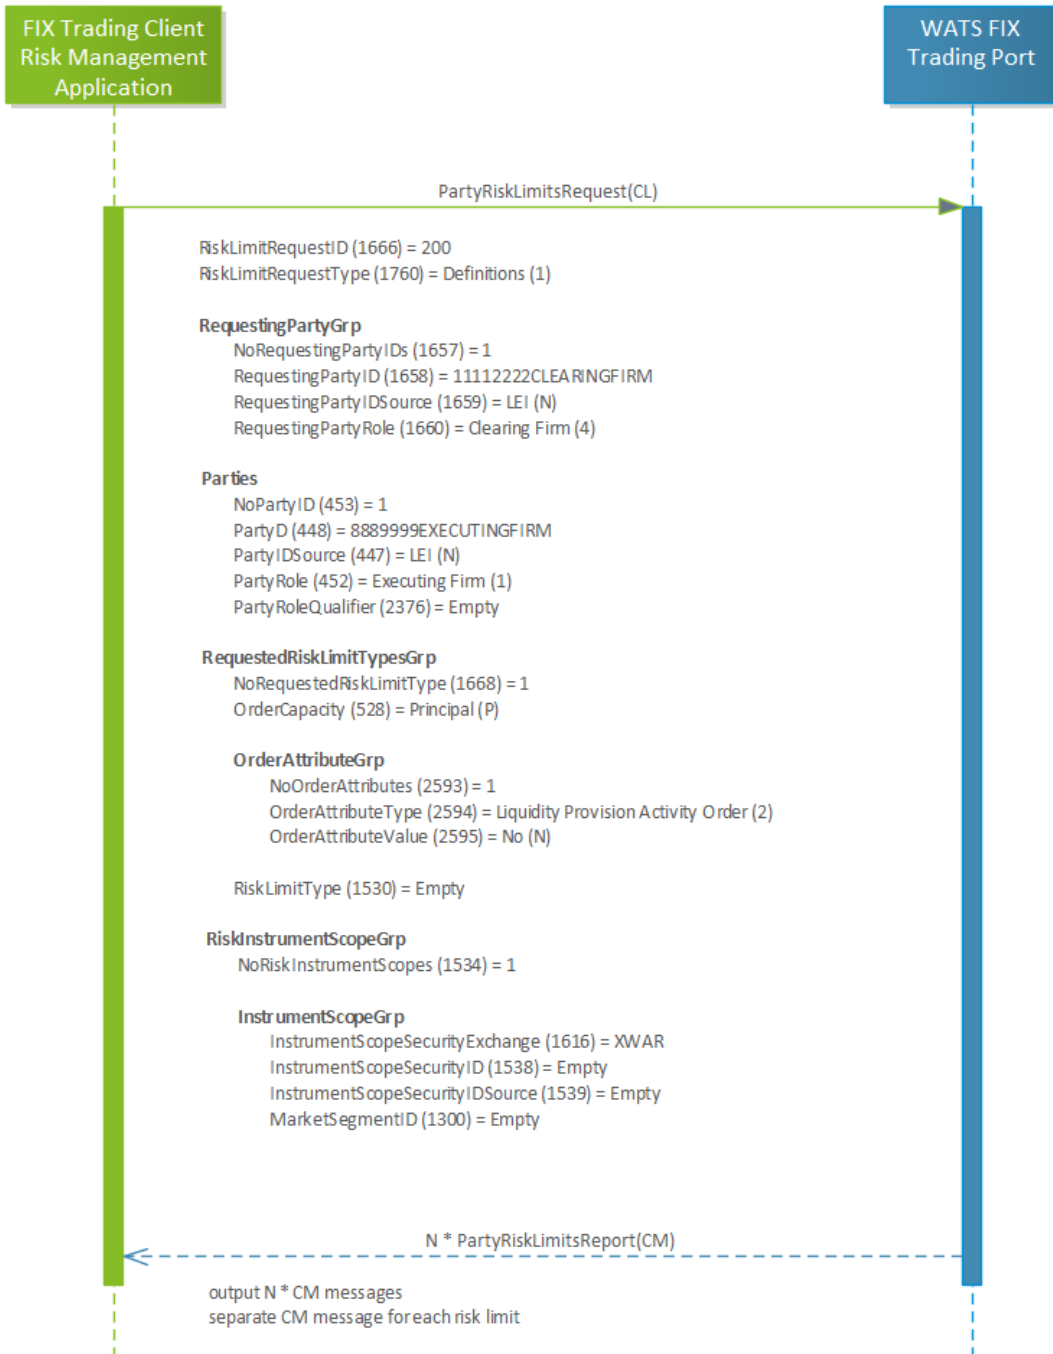 FIX Trading Client
Risk Management
Application
WATS FIX
Trading Port
PartyRiskLimitsRequest(CL)
RiskLimitRequestID (1666) = 200
RiskLimitRequestType (1760) = Definitions (1)
RequestingPartyGrp
NoRequestingPartyIDs (1657) = 1
RequestingPartyID (1658) = 11112222CLEARINGFIRM
RequestingPartyIDSource (1659) = LEI (N)
RequestingPartyRole (1660) = Clearing Firm (4)
Parties
NoPartyID (453) = 1
PartyD (448) = 8889999EXECUTINGFIRM
PartyIDSource (447) = LEI (N)
PartyRole (452) = Executing Firm (1)
PartyRoleQualifier (2376) = Empty
RequestedRiskLimitTypesGrp
NoRequestedRiskLimitType (1668) = 1
OrderCapacity (528) = Principal (P)
OrderAttributeGrp
NoOrderAttributes (2593) = 1
OrderAttributeType (2594) = Liquidity Provision Activity Order (2)
OrderAttributeValue (2595) = No (N)
RiskLimitType (1530) = Empty
RiskInstrumentScopeGrp
NoRiskInstrumentScopes (1534) = 1
InstrumentScopeGrp
InstrumentScopeSecurityExchange (1616) = XWAR
InstrumentScopeSecurityID (1538) = Empty
InstrumentScopeSecurityIDSource (1539) = Empty
MarketSegmentID (1300) = Empty
N * PartyRiskLimitsReport(CM)
output N * CM messages
separate CM message for each risk limit